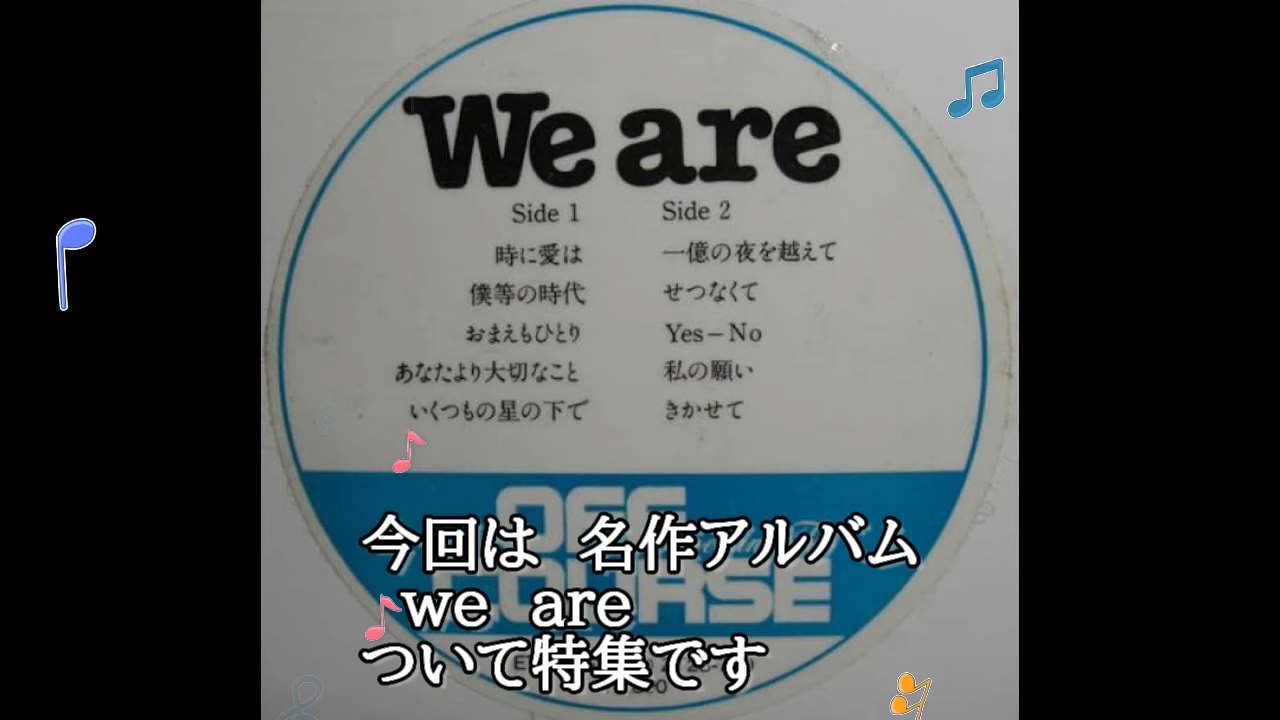 We are
Side 1
時に愛は
僕等の時代
おまえもひとり
あなたより大切なこと
いくつもの星の下で
Side 2
一億の夜を越えて
せつなくて
Yes–No
私の願い
きかせて
OFF
COURSE
今回は 名作アルバム
we are
ついて特集です